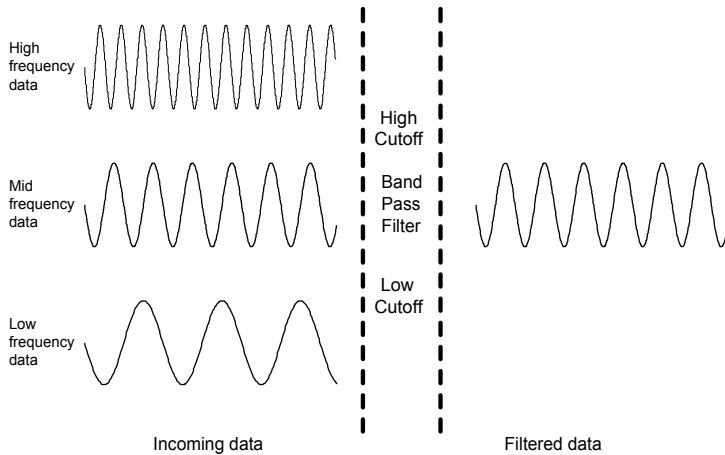 High
frequency
data
High
Cutoff
Mid
frequency
data
Band
Pass
Filter
Low
Cutoff
Low
frequency
data
Incoming data
Filtered data